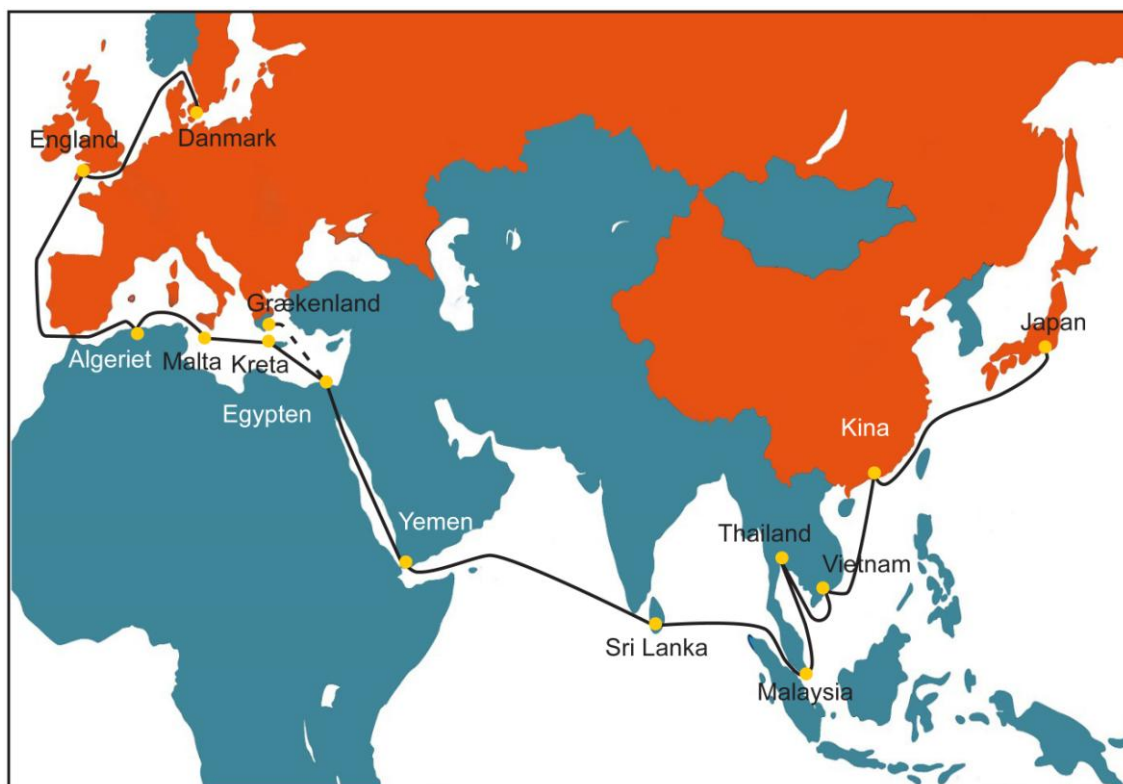 England
Danmark
Grækenland
Japan
Algeriet
Malta
Kreta
Egypten
Kina
Yemen
Thailand
Vietnam
Sri Lanka
Malaysia